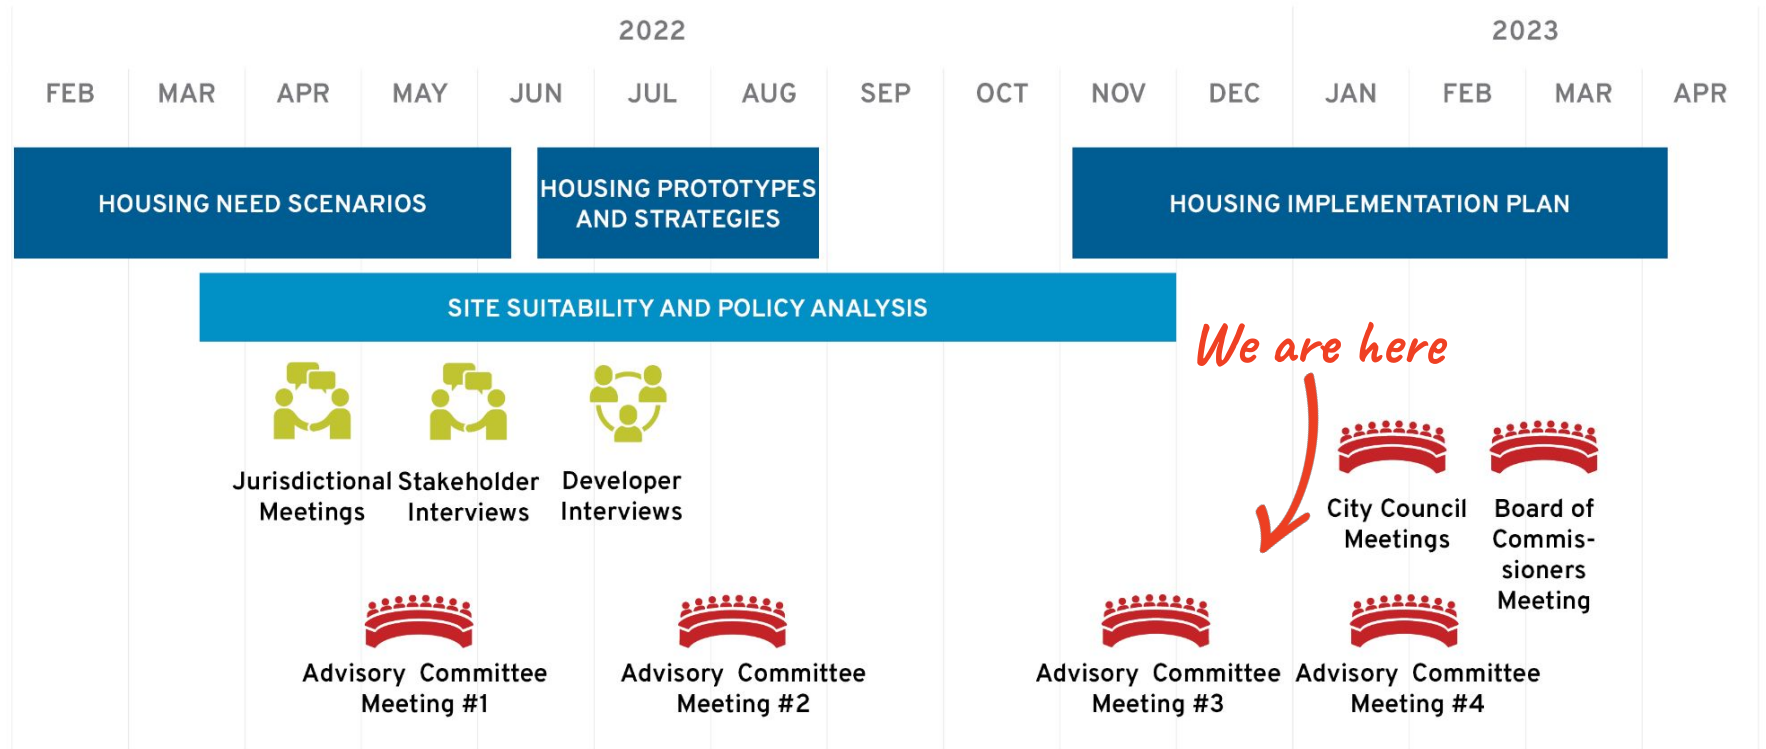 2022
2023
FEB MAR APR MAY JUN JUL AUG SEP OCT NOV DEC JAN FEB MAR APR
HOUSING NEED SCENARIOS
HOUSING PROTOTYPES
AND STRATEGIES
HOUSING IMPLEMENTATION PLAN
SITE SUITABILITY AND POLICY ANALYSIS
We are here
Jurisdictional
Meetings
Stakeholder
Interviews
Developer
Interviews
City Council
Meetings
Board of
Commis-
sioners
Meeting
Advisory Committee
Meeting #1
Advisory Committee
Meeting #2
Advisory Committee
Meeting #3
Advisory Committee
Meeting #4